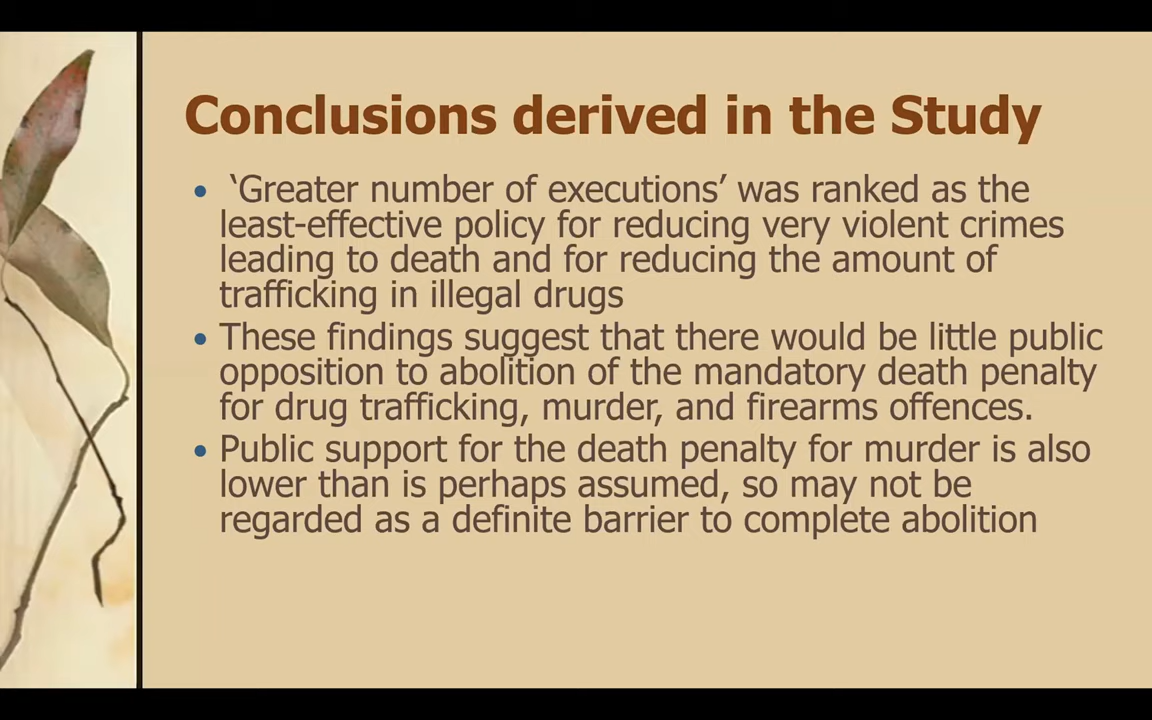 Conclusions derived in the Study
• ‘Greater number of executions’ was ranked as the
least-effective policy for reducing very violent crimes
leading to death and for reducing the amount of
trafficking in illegal drugs
• These findings suggest that there would be little public
opposition to abolition of the mandatory death penalty
for drug trafficking, murder, and firearms offences.
• Public support for the death penalty for murder is also
lower than is perhaps assumed, so may not be
regarded as a definite barrier to complete abolition